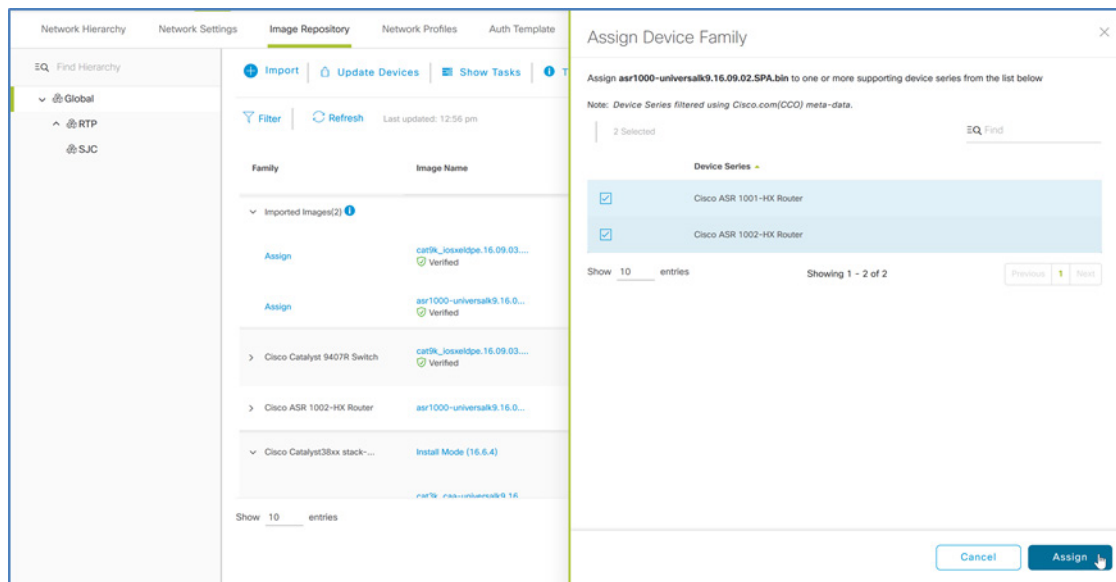 Network Hierarchy Network Settings Image Repository Network Profiles Auth Template
Find Hierarchy
Global
RTP
SJC
Import Update Devices Show Tasks T
Filter Refresh Last updated: 12:56 pm
Family Image Name
Imported Images(2)
Assign cat9k_iosxeldpe.16.09.03....
Verified
Assign asr1000-universalk9.16.0...
Verified
Cisco Catalyst 9407R Switch cat9k_iosxeldpe.16.09.03....
Verified
Cisco ASR 1002-HX Router asr1000-universalk9.16.0...
Cisco Catalyst38xx stack-... Install Mode (16.6.4)
cat3k_caa-universalk9.16
Show 10 entries
Assign Device Family
Assign asr1000-universalk9.16.09.02.SPA.bin to one or more supporting device series from the list below
Note: Device Series filtered using Cisco.com(CCO) meta-data.
2 Selected Find
Device Series
Cisco ASR 1001-HX Router
Cisco ASR 1002-HX Router
Show 10 entries Showing 1 - 2 of 2 Previous 1 Next
Cancel Assign